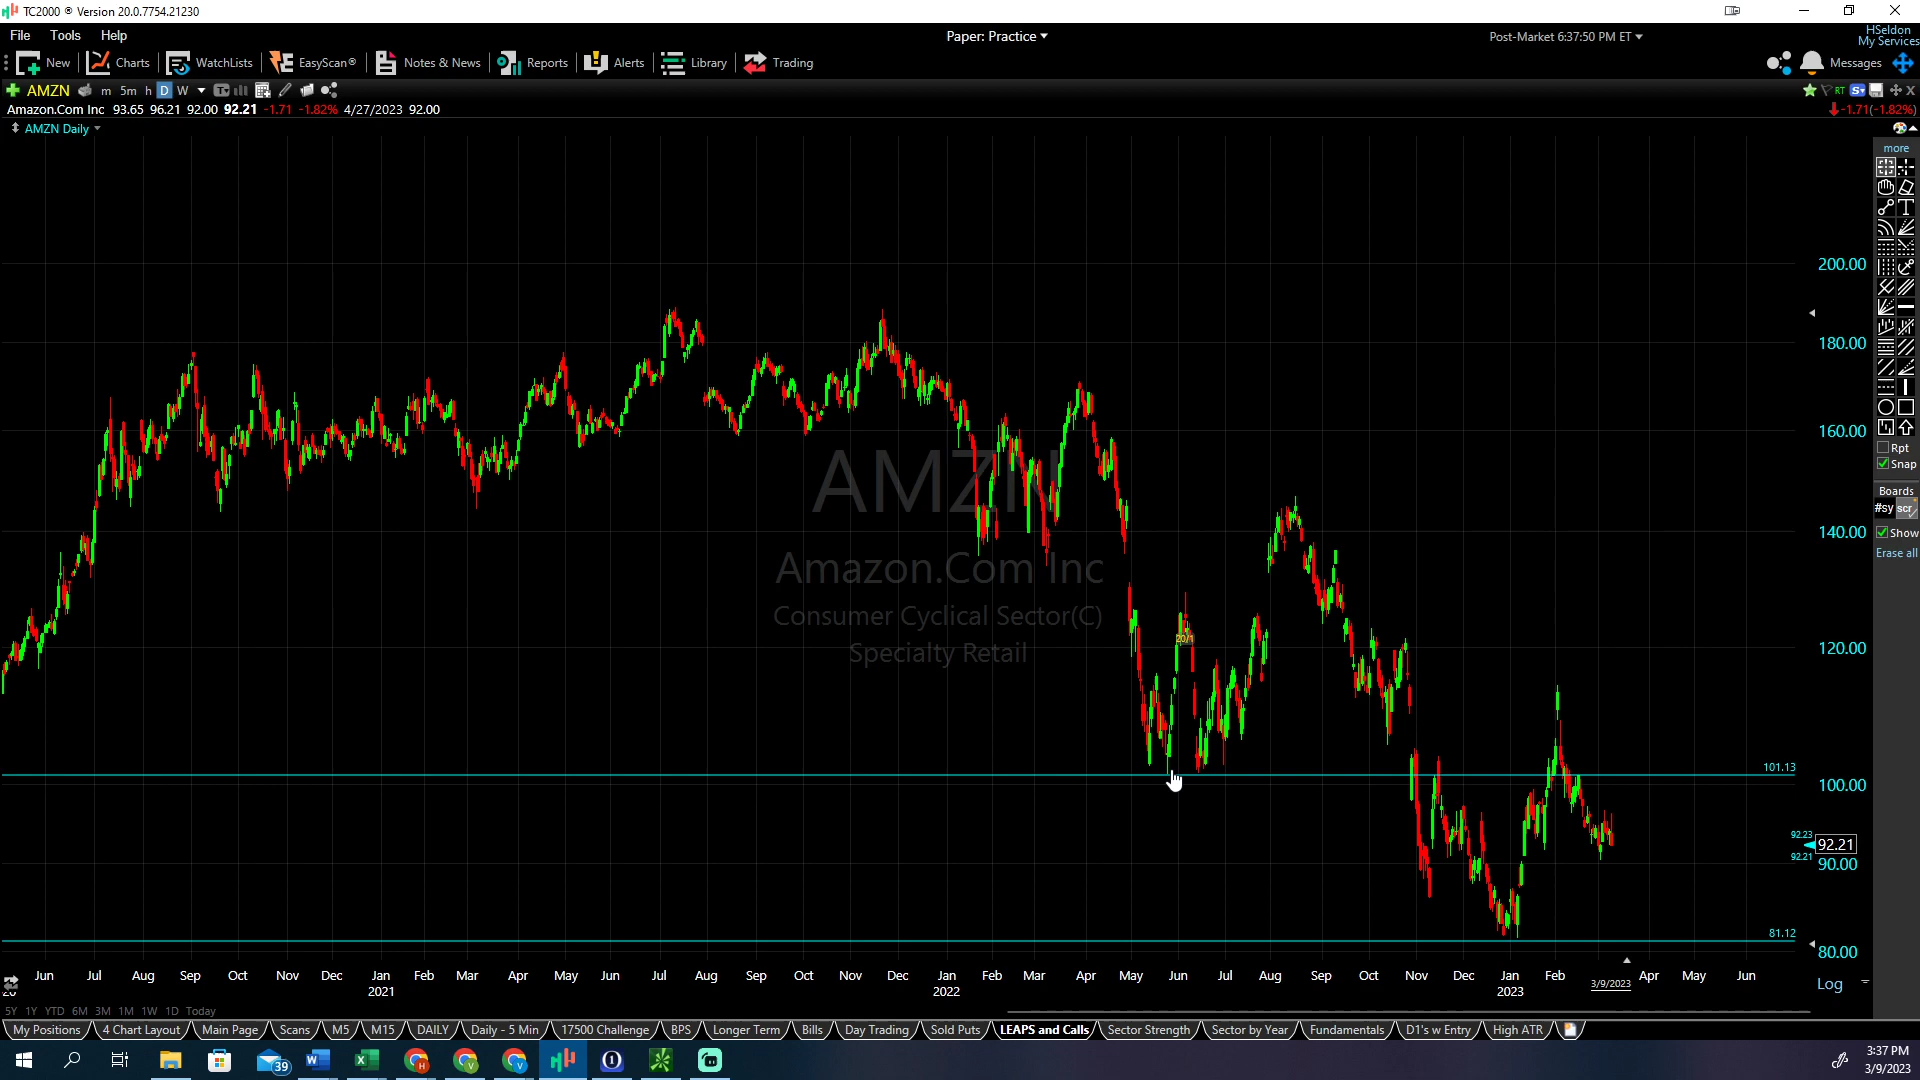 TC2000 ® Version 20.0.7754.21230
File Tools Help
Paper: Practice
Post-Market 6:37:50 PM ET
HSeldon
My Services
New Charts WatchLists EasyScan® Notes & News Reports Alerts Library Trading
Messages
AMZN m 5m h D W
RT
Amazon.Com Inc 93.65 96.21 92.00 92.21 -1.71 -1.82% 4/27/2023 92.00
-1.71(-1.82%)
AMZN Daily
more
200.00
180.00
160.00
140.00
120.00
100.00
90.00
80.00
AMZN
Amazon.Com Inc
Consumer Cyclical Sector(C)
Specialty Retail
20/1
Rpt
Snap
Boards
#sy scr
Show
Erase all
101.13
92.23
92.21
92.21
81.12
Jun Jul Aug Sep Oct Nov Dec Jan Feb Mar Apr May Jun Jul Aug Sep Oct Nov Dec Jan Feb Mar Apr May Jun Jul Aug Sep Oct Nov Dec Jan Feb 3/9/2023 Apr May Jun
2021 2022 2023
Log
5Y 1Y YTD 6M 3M 1M 1W 1D Today
My Positions 4 Chart Layout Main Page Scans M5 M15 DAILY Daily - 5 Min 17500 Challenge BPS Longer Term Bills Day Trading Sold Puts LEAPS and Calls Sector Strength Sector by Year Fundamentals D1's w Entry High ATR
39
3:37 PM
3/9/2023